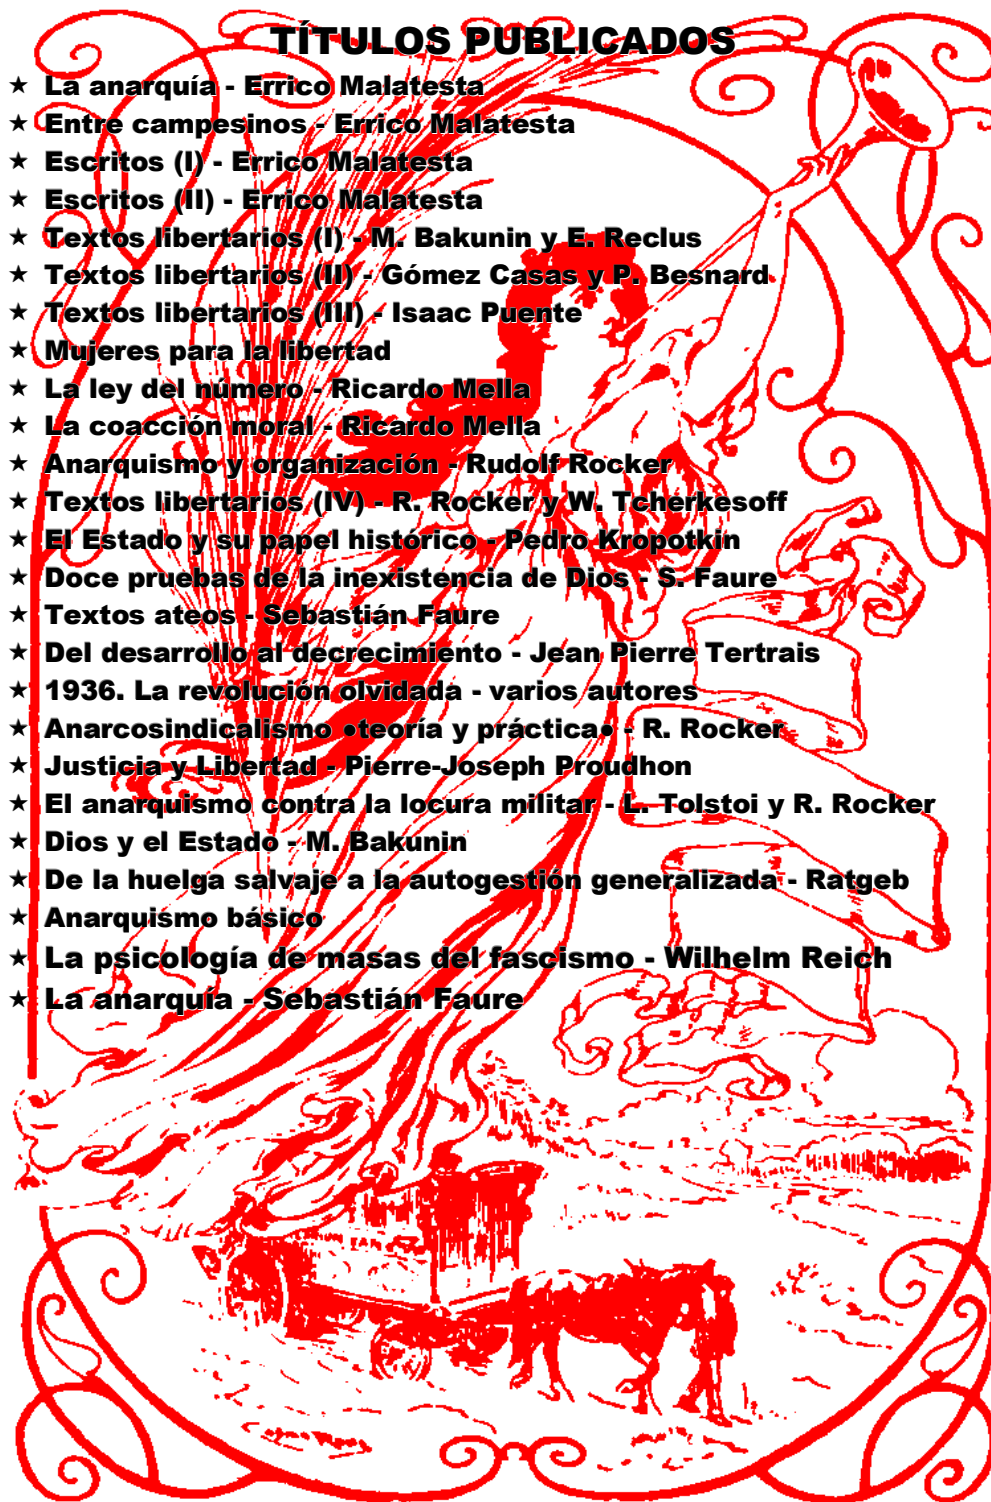 TÍTULOS PUBLICADOS
★ La anarquía - Errico Malatesta
★ Entre campesinos - Errico Malatesta
★ Escritos (I) - Errico Malatesta
★ Escritos (II) - Errico Malatesta
★ Textos libertarios (I) - M. Bakunin y E. Reclus
★ Textos libertarios (II) - Gómez Casas y P. Besnard
★ Textos libertarios (III) - Isaac Puente
★ Mujeres para la libertad
★ La ley del número - Ricardo Mella
★ La coacción moral - Ricardo Mella
★ Anarquismo y organización - Rudolf Rocker
★ Textos libertarios (IV) - R. Rocker y W. Tcherkesoff
★ El Estado y su papel histórico - Pedro Kropotkin
★ Doce pruebas de la inexistencia de Dios - S. Faure
★ Textos ateos - Sebastián Faure
★ Del desarrollo al decrecimiento - Jean Pierre Tertrais
★ 1936. La revolución olvidada - varios autores
★ Anarcosindicalismo •teoría y práctica• - R. Rocker
★ Justicia y Libertad - Pierre-Joseph Proudhon
★ El anarquismo contra la locura militar - L. Tolstoi y R. Rocker
★ Dios y el Estado - M. Bakunin
★ De la huelga salvaje a la autogestión generalizada - Ratgeb
★ Anarquismo básico
★ La psicología de masas del fascismo - Wilhelm Reich
★ La anarquía - Sebastián Faure